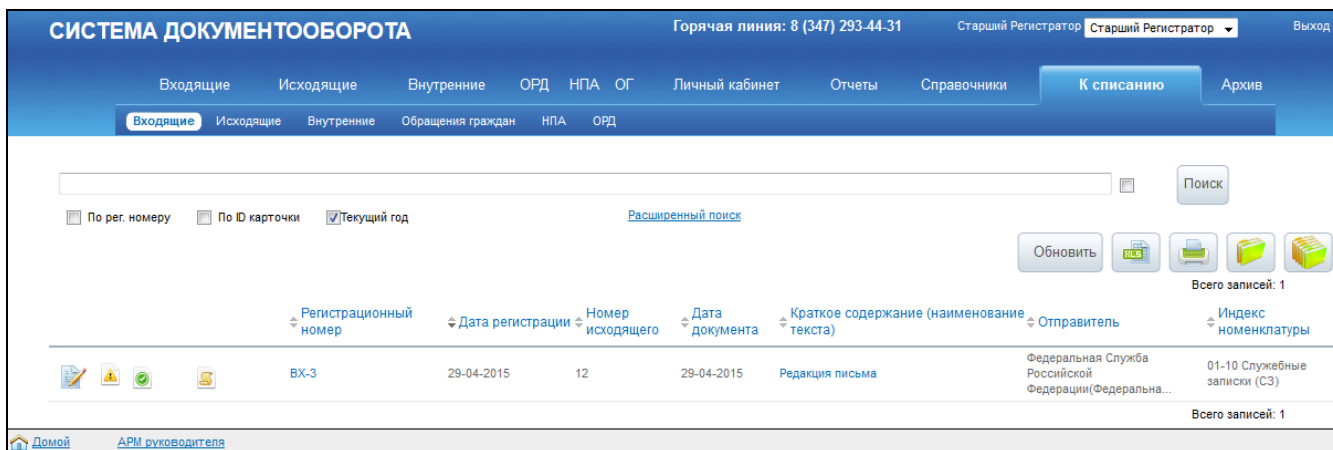 СИСТЕМА ДОКУМЕНТООБОРОТА
Горячая линия: 8 (347) 293-44-31
Старший Регистратор Старший Регистратор
Выход
Входящие Исходящие Внутренние ОРД НПА ОГ Личный кабинет Отчеты Справочники К списанию Архив
Входящие Исходящие Внутренние Обращения граждан НПА ОРД
Поиск
По рег. номеру По ID карточки Текущий год Расширенный поиск
Обновить XLS
Всего записей: 1
Регистрационный номер
Дата регистрации
Номер исходящего
Дата документа
Краткое содержание (наименование текста)
Отправитель
Индекс номенклатуры
ВХ-3
29-04-2015
12
29-04-2015
Редакция письма
Федеральная Служба
Российской
Федерации(Федеральна...
01-10 Служебные
записки (СЗ)
Всего записей: 1
Домой АРМ руководителя